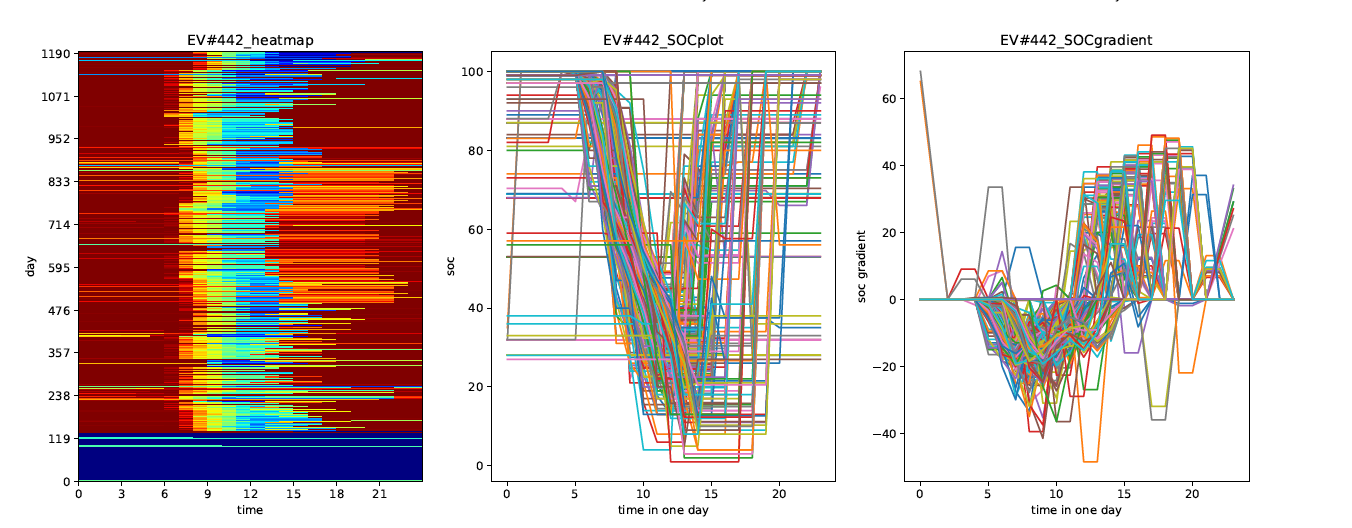 EV#442_heatmap
1190
1071
952
833
714
595
476
357
238
119
0
day
0 3 6 9 12 15 18 21
time
EV#442_SOCplot
100
80
60
40
20
0
soc
0 5 10 15 20
time in one day
EV#442_SOCgradient
60
40
20
0
−20
−40
soc gradient
0 5 10 15 20
time in one day